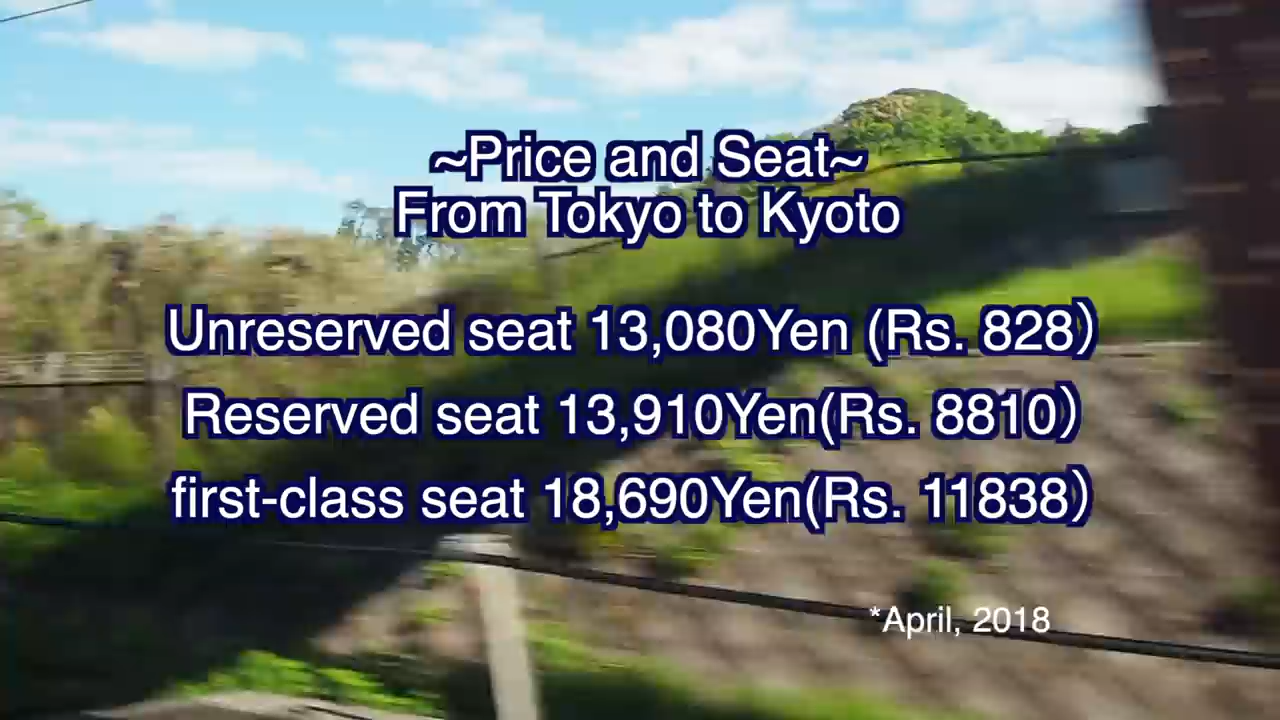 ~Price and Seat~
From Tokyo to Kyoto
Unreserved seat 13,080Yen (Rs. 828）
Reserved seat 13,910Yen(Rs. 8810）
first-class seat 18,690Yen(Rs. 11838）
*April, 2018